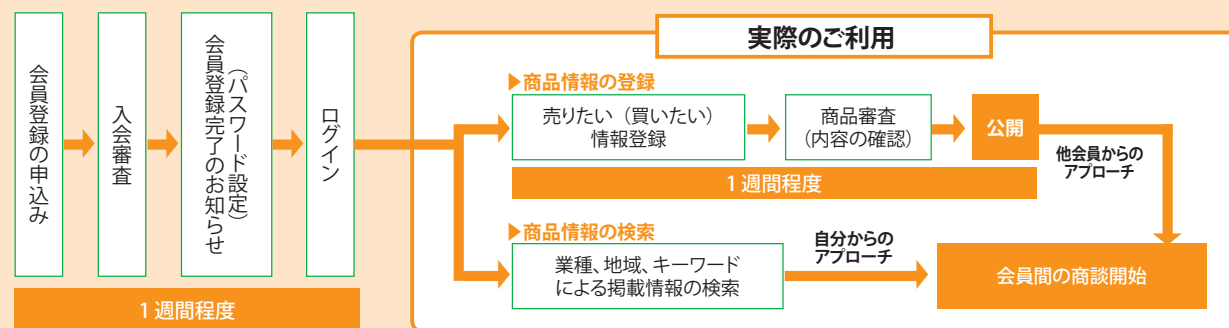 会員登録の申込み
入会審査
会員登録完了のお知らせ
（パスワード設定）
ログイン
1週間程度
実際のご利用
▶商品情報の登録
売りたい（買いたい）
情報登録
商品審査
（内容の確認）
公開
1週間程度
他会員からの
アプローチ
▶商品情報の検索
業種、地域、キーワード
による掲載情報の検索
自分からの
アプローチ
会員間の商談開始